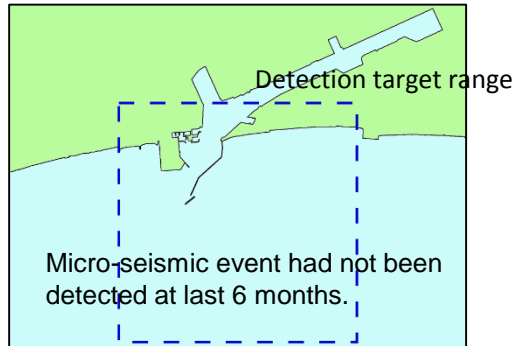 Detection target range
Micro-seismic event had not been
detected at last 6 months.